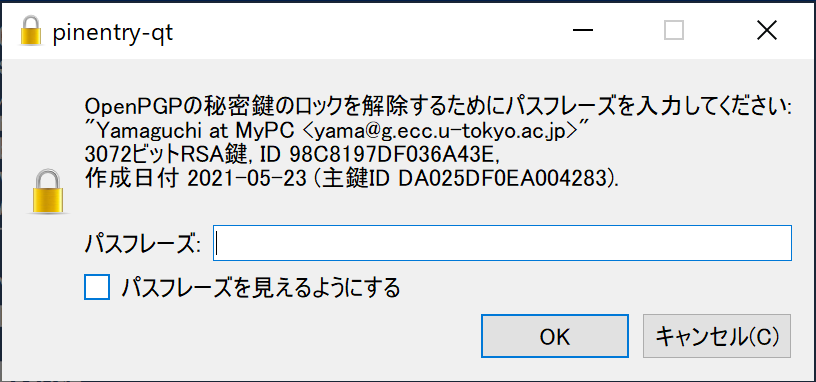 pinentry-qt
OpenPGPの秘密鍵のロックを解除するためにパスフレーズを入力してください:
"Yamaguchi at MyPC <yama@g.ecc.u-tokyo.ac.jp>"
3072ビットRSA鍵, ID 98C8197DF036A43E,
作成日付 2021-05-23 (主鍵ID DA025DF0EA004283).
パスフレーズ:
パスフレーズを見えるようにする
OK
キャンセル(C)